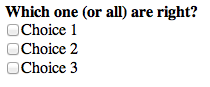 Which one (or all) are right?
Choice 1
Choice 2
Choice 3